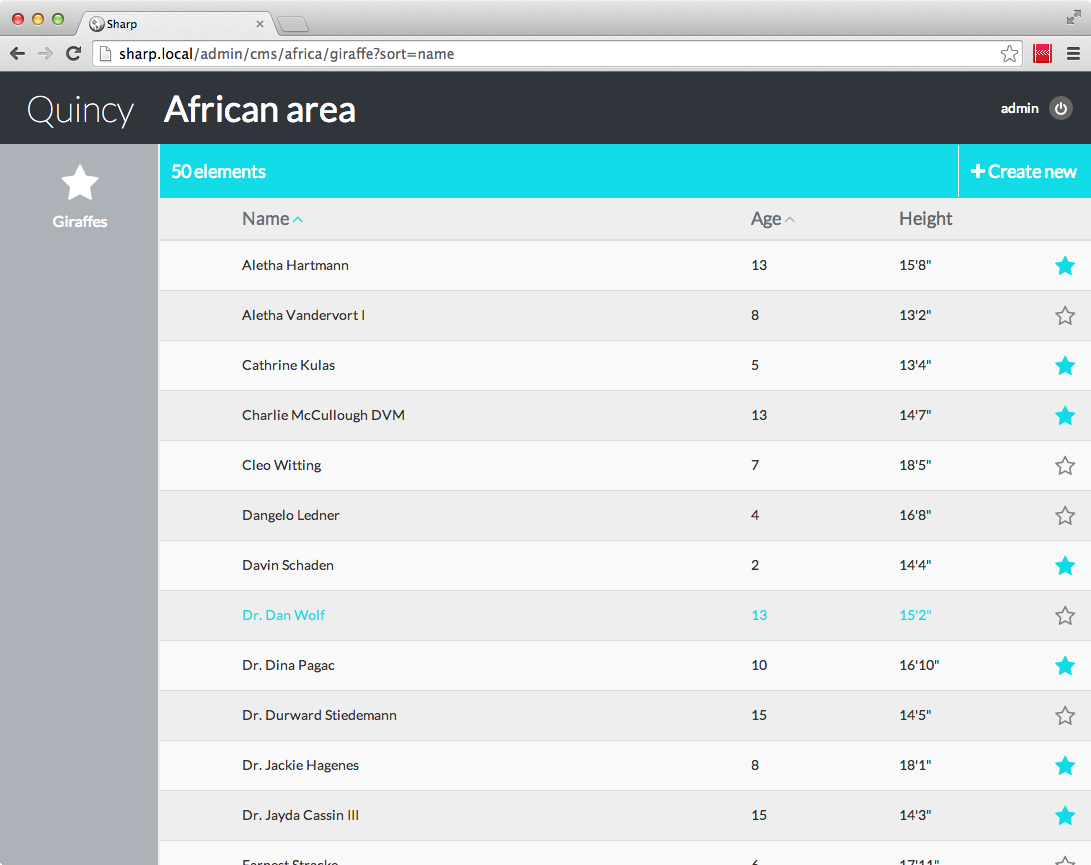 Sharp
sharp.local/admin/cms/africa/giraffe?sort=name
Quincy African area admin
50 elements Create new
Giraffes
Name Age Height
Aletha Hartmann 13 15'8"
Aletha Vandervort I 8 13'2"
Cathrine Kulas 5 13'4"
Charlie McCullough DVM 13 14'7"
Cleo Witting 7 18'5"
Dangelo Ledner 4 16'8"
Davin Schaden 2 14'4"
Dr. Dan Wolf 13 15'2"
Dr. Dina Pagac 10 16'10"
Dr. Durward Stiedemann 15 14'5"
Dr. Jackie Hagenes 8 18'1"
Dr. Jayda Cassin III 15 14'3"
Earnest 6 17'11"